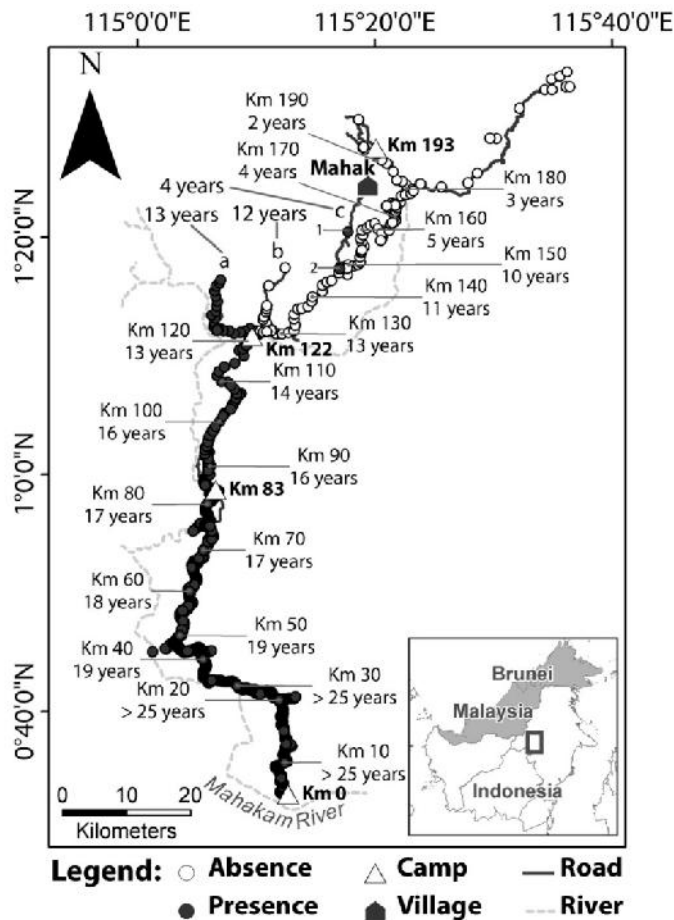 115°0'0"E 115°20'0"E 115°40'0"E
N
Km 190
2 years
Km 193
Km 170
4 years
Mahak
Km 180
3 years
4 years
c
13 years
12 years
1
Km 160
5 years
1°20'0"N
a
b
2
Km 150
10 years
Km 140
11 years
Km 120
13 years
Km 130
13 years
Km 122
Km 110
14 years
Km 100
16 years
Km 90
16 years
1°0'0"N
Km 80
17 years
Km 83
Km 70
17 years
Km 60
18 years
Km 50
19 years
Km 40
19 years
Km 30
> 25 years
Km 20
> 25 years
0°40'0"N
Km 10
> 25 years
Km 0
Mahakam River
0 10 20
Kilometers
Brunei
Malaysia
Indonesia
Legend: Absence Camp Road
Presence Village River